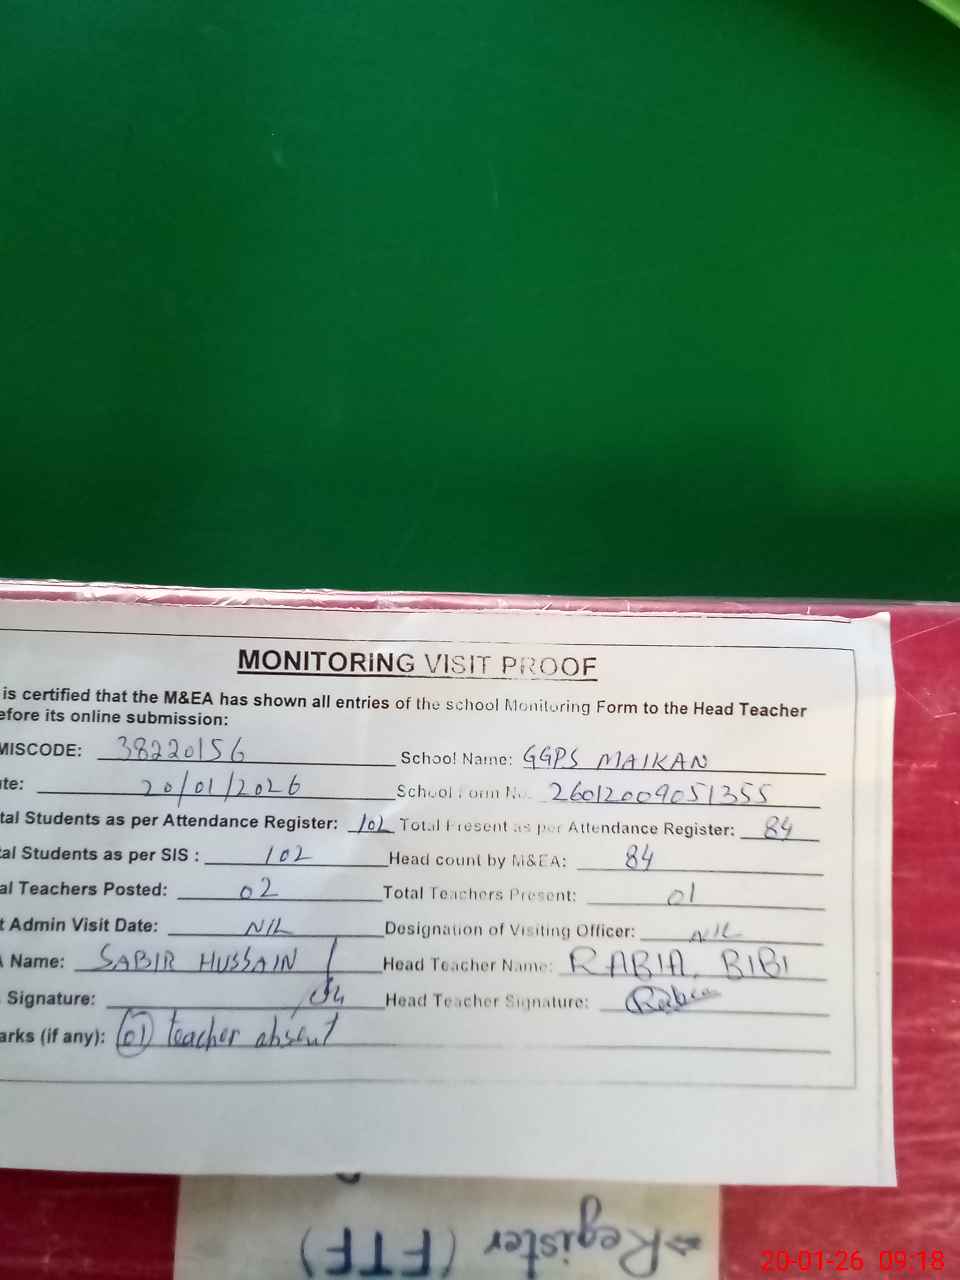 MONITORING VISIT PROOF
is certified that the M&EA has shown all entries of the school Monitoring Form to the Head Teacher
efore its online submission:
MISCODE: 38220156 School Name: GGPS MAIKAN
te: 20/01/2026 School Form No. 26012009051355
tal Students as per Attendance Register: 102 Total Present as per Attendance Register: 84
tal Students as per SIS : 102 Head count by M&EA: 84
al Teachers Posted: 02 Total Teachers Present: 01
t Admin Visit Date: NIL Designation of Visiting Officer: NIL
A Name: SABIR HUSSAIN Head Teacher Name: RABIA BIBI
Signature: Head Teacher Signature: Rabia
arks (if any): 01 teacher absent
⇒Register (FTF)
20-01-26 09:18